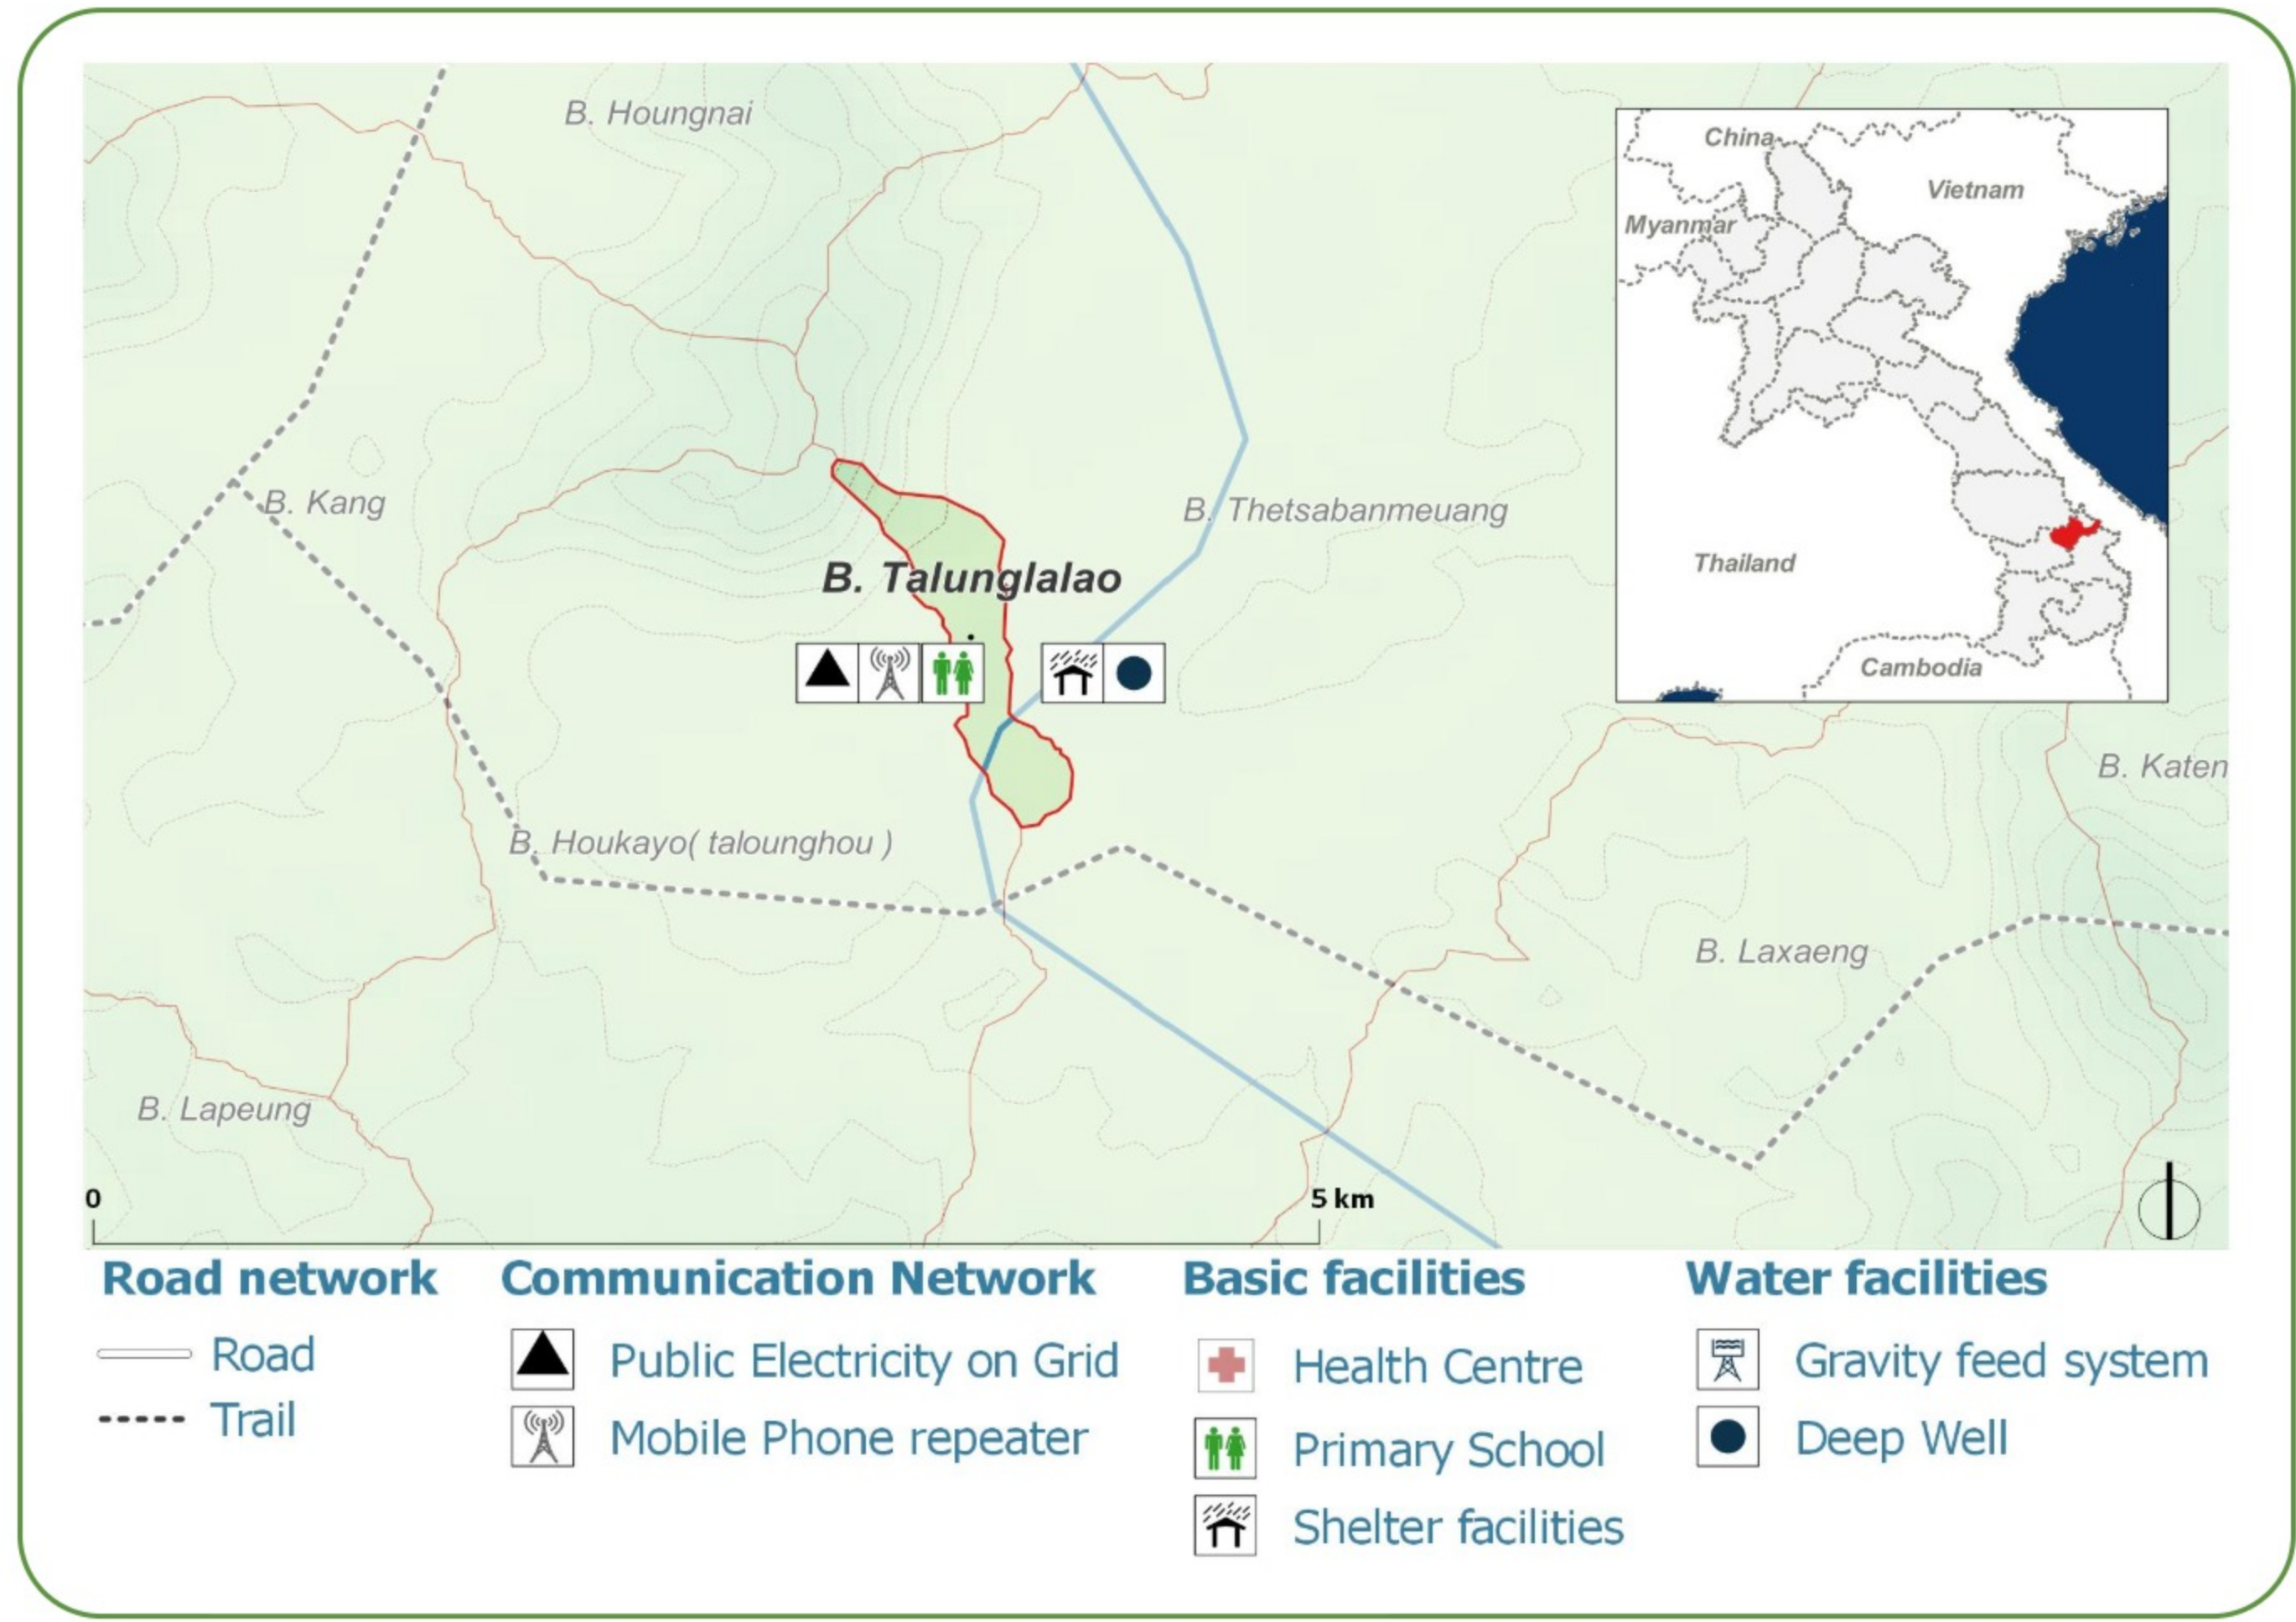 B. Houngnai
China
Vietnam
Myanmar
B. Kang
B. Thetsabanmeuang
Thailand
B. Talunglalao
Cambodia
B. Katen
B. Houkayo( talounghou )
B. Laxaeng
B. Lapeung
0
5 km
Road network
Road
Trail
Communication Network
Public Electricity on Grid
Mobile Phone repeater
Basic facilities
Health Centre
Primary School
Shelter facilities
Water facilities
Gravity feed system
Deep Well